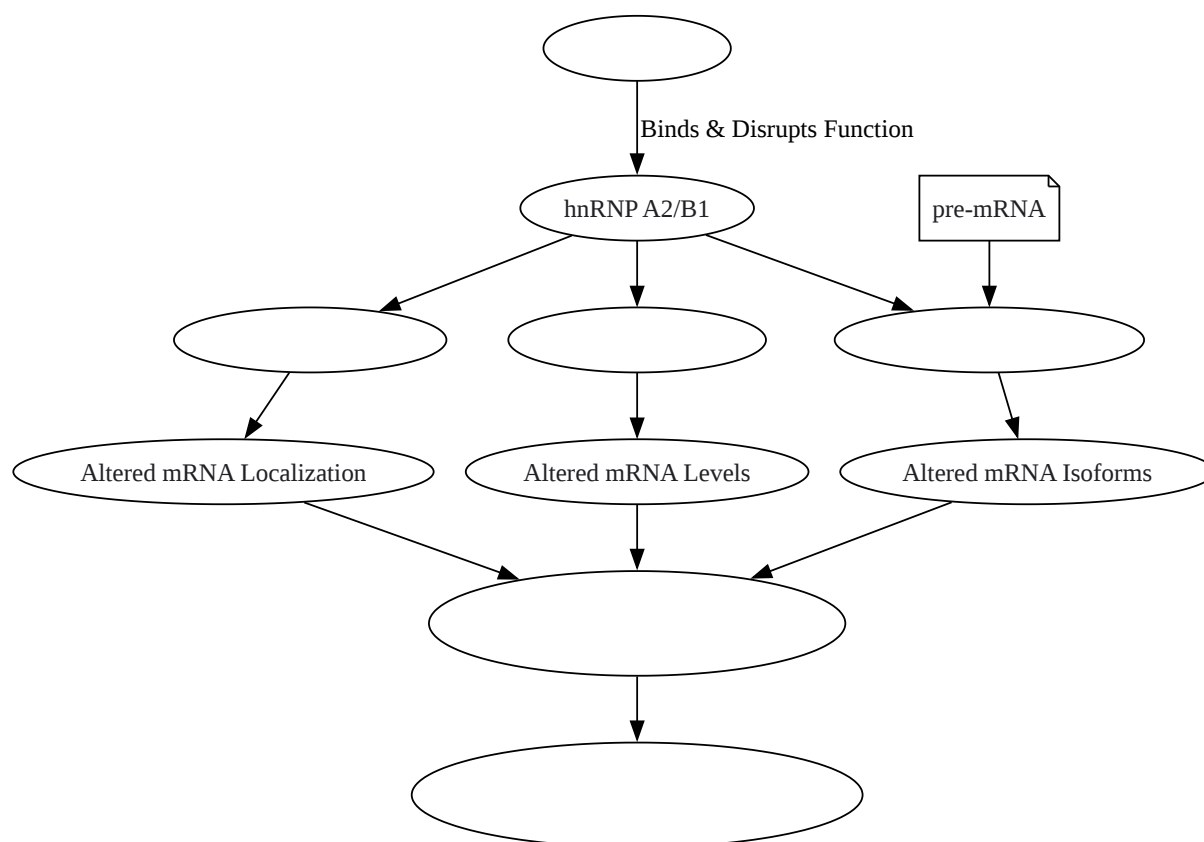 Binds & Disrupts Function
hnRNP A2/B1
pre-mRNA
Altered mRNA Localization
Altered mRNA Levels
Altered mRNA Isoforms